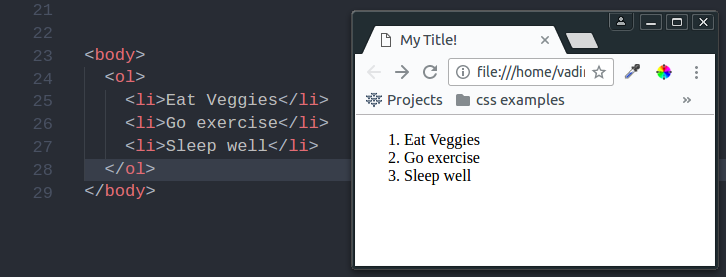 21
22
23 <body>
24 <ol>
25 <li>Eat Veggies</li>
26 <li>Go exercise</li>
27 <li>Sleep well</li>
28 </ol>
29 </body>
My Title!
file:///home/vadi
Projects
css examples
»
1. Eat Veggies
2. Go exercise
3. Sleep well